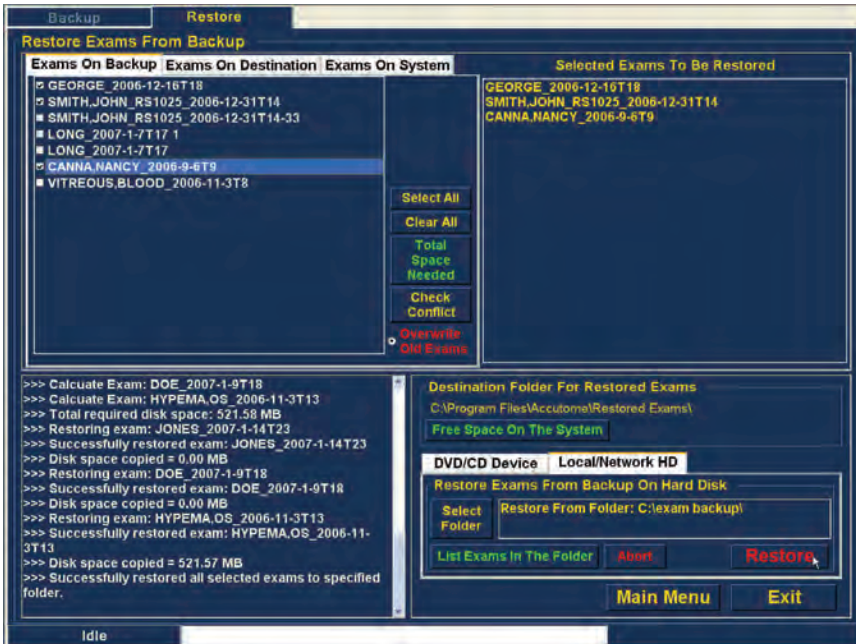 Backup
Restore
Restore Exams From Backup
Exams On Backup
Exams On Destination
Exams On System
GEORGE_2006-12-16T18
SMITH,JOHN_RS1025_2006-12-31T14
SMITH,JOHN_RS1025_2006-12-31T14-33
LONG_2007-1-7T17 1
LONG_2007-1-7T17
CANNA,NANCY_2006-9-6T9
VITREOUS,BLOOD_2006-11-3T8
Select All
Clear All
Total
Space
Needed
Check
Conflict
Overwrite
Old Exams
Selected Exams To Be Restored
GEORGE_2006-12-16T18
SMITH,JOHN_RS1025_2006-12-31T14
CANNA,NANCY_2006-9-6T9
>>> Calcuate Exam: DOE_2007-1-9T18
>>> Calcuate Exam: HYPEMA,OS_2006-11-3T13
>>> Total required disk space: 521.58 MB
>>> Restoring exam: JONES_2007-1-14T23
>>> Successfully restored exam: JONES_2007-1-14T23
>>> Disk space copied = 0.00 MB
>>> Restoring exam: DOE_2007-1-9T18
>>> Successfully restored exam: DOE_2007-1-9T18
>>> Disk space copied = 0.00 MB
>>> Restoring exam: HYPEMA,OS_2006-11-3T13
>>> Successfully restored exam: HYPEMA,OS_2006-11-
3T13
>>> Disk space copied = 521.57 MB
>>> Successfully restored all selected exams to specified
folder.
Destination Folder For Restored Exams
C:\Program Files\Accutome\Restored Exams\
Free Space On The System
DVD/CD Device
Local/Network HD
Restore Exams From Backup On Hard Disk
Select
Folder
Restore From Folder: C:\exam backup\
List Exams In The Folder
Abort
Restore
Main Menu
Exit
Idle